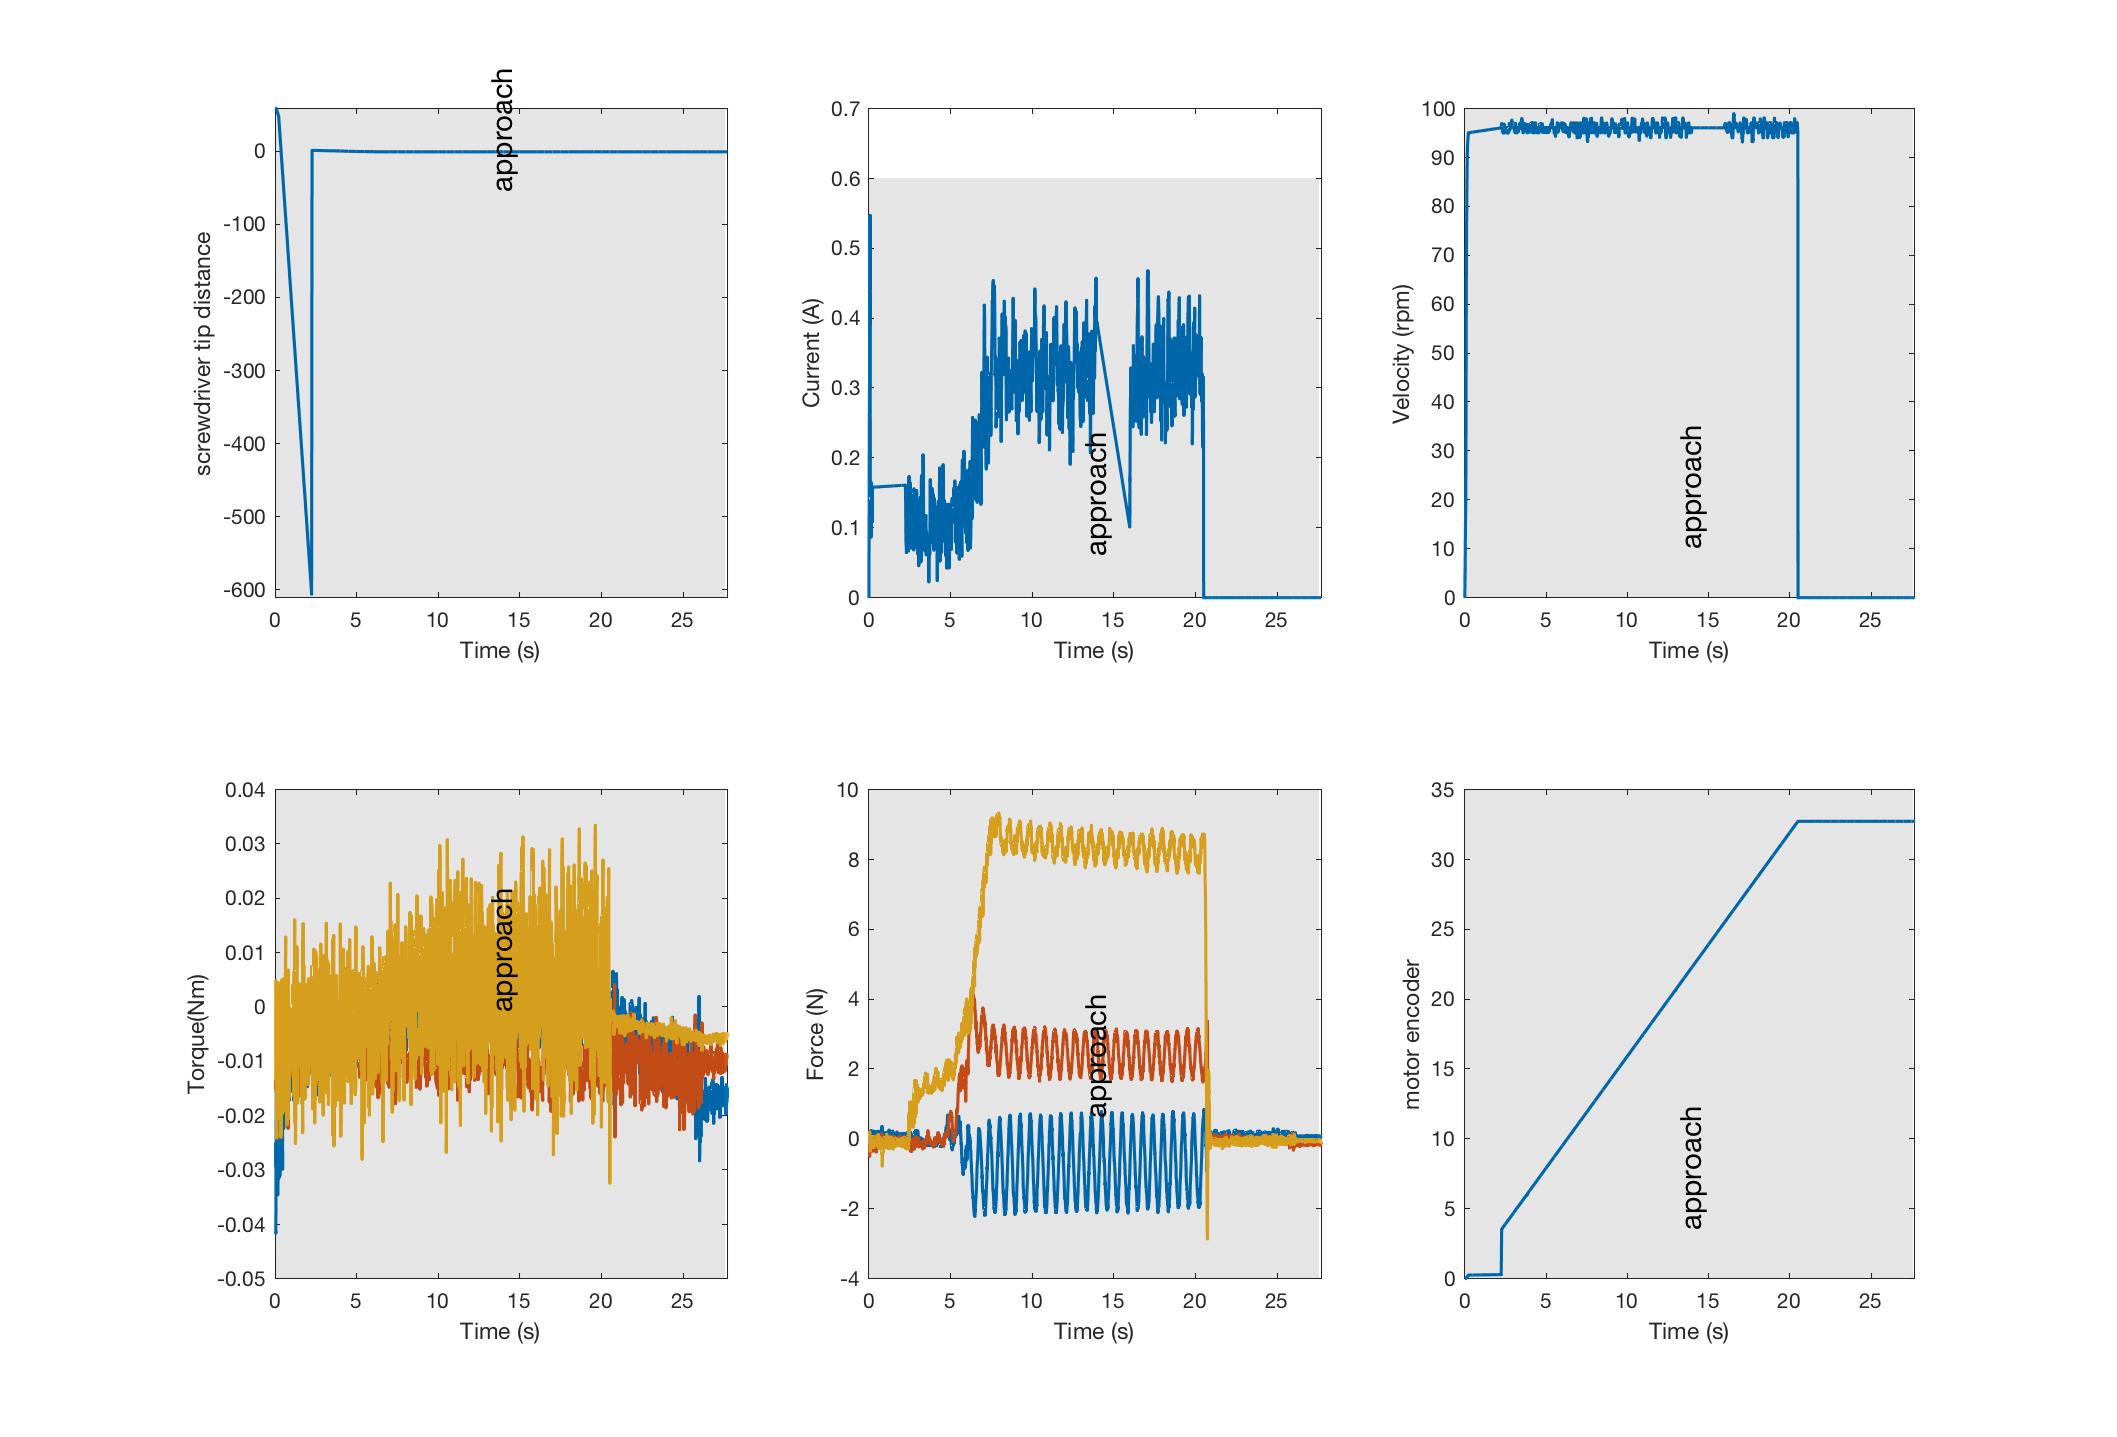 approach
0
-100
-200
-300
-400
-500
-600
screwdriver tip distance
0 5 10 15 20 25
Time (s)
0.7
0.6
0.5
0.4
0.3
0.2
0.1
0
Current (A)
approach
0 5 10 15 20 25
Time (s)
100
90
80
70
60
50
40
30
20
10
0
Velocity (rpm)
approach
0 5 10 15 20 25
Time (s)
0.04
0.03
0.02
0.01
0
-0.01
-0.02
-0.03
-0.04
-0.05
Torque(Nm)
approach
0 5 10 15 20 25
Time (s)
10
8
6
4
2
0
-2
-4
Force (N)
approach
0 5 10 15 20 25
Time (s)
35
30
25
20
15
10
5
0
motor encoder
approach
0 5 10 15 20 25
Time (s)